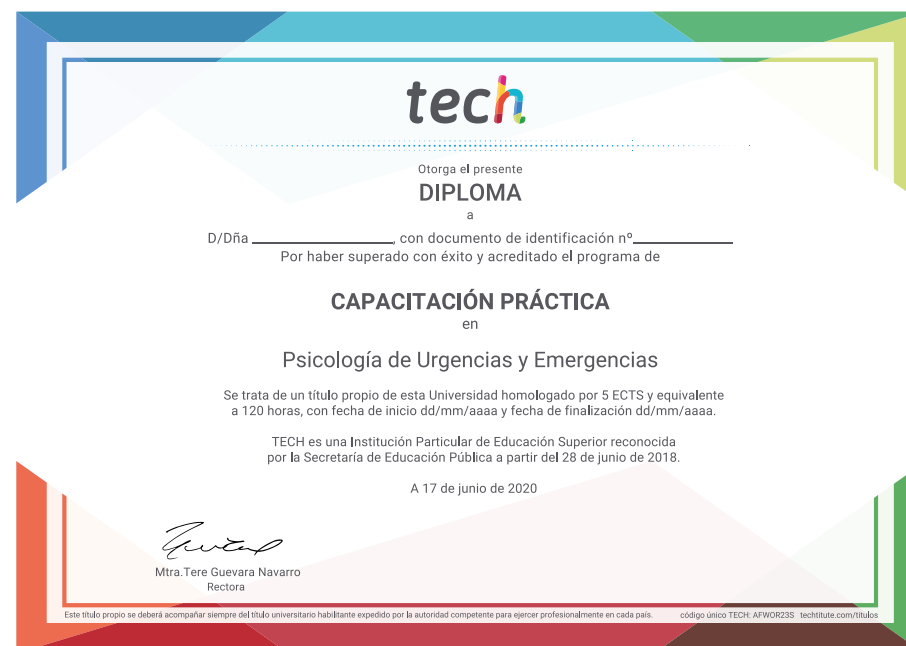 tech
Otorga el presente
DIPLOMA
a
D/Dña ____________________, con documento de identificación nº______________
Por haber superado con éxito y acreditado el programa de
CAPACITACIÓN PRÁCTICA
en
Psicología de Urgencias y Emergencias
Se trata de un título propio de esta Universidad homologado por 5 ECTS y equivalente
a 120 horas, con fecha de inicio dd/mm/aaaa y fecha de finalización dd/mm/aaaa.
TECH es una Institución Particular de Educación Superior reconocida
por la Secretaría de Educación Pública a partir del 28 de junio de 2018.
A 17 de junio de 2020
Mtra.Tere Guevara Navarro
Rectora
Este título propio se deberá acompañar siempre del título universitario habilitante expedido por la autoridad competente para ejercer profesionalmente en cada país. código único TECH: AFWOR23S techtitute.com/titulos